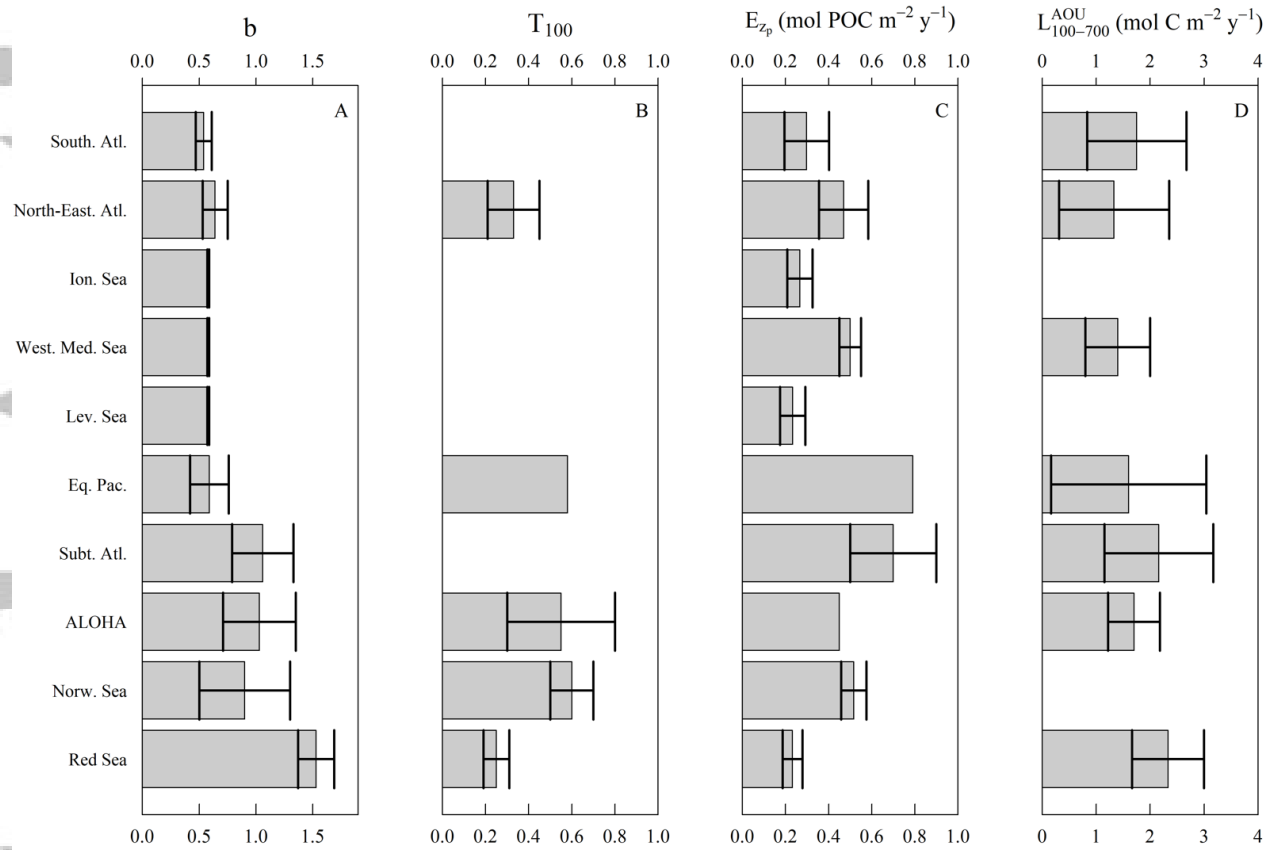 b
T₁₀₀
E_zₚ (mol POC m⁻² y⁻¹)
L^AOU_100−700 (mol C m⁻² y⁻¹)
0.0 0.5 1.0 1.5
0.0 0.2 0.4 0.6 0.8 1.0
0.0 0.2 0.4 0.6 0.8 1.0
0 1 2 3 4
A
B
C
D
South. Atl.
North-East. Atl.
Ion. Sea
West. Med. Sea
Lev. Sea
Eq. Pac.
Subt. Atl.
ALOHA
Norw. Sea
Red Sea
0.0 0.5 1.0 1.5
0.0 0.2 0.4 0.6 0.8 1.0
0.0 0.2 0.4 0.6 0.8 1.0
0 1 2 3 4